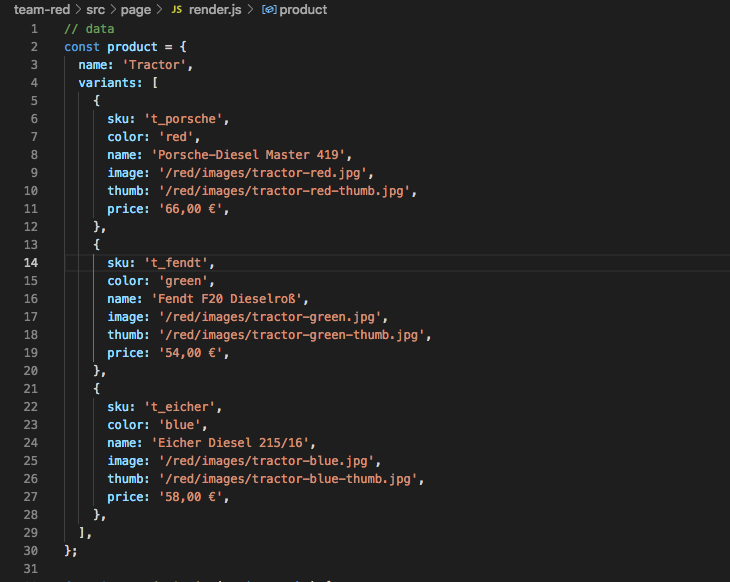 team-red > src > page > JS render.js > product
1 // data
2 const product = {
3 name: 'Tractor',
4 variants: [
5 {
6 sku: 't_porsche',
7 color: 'red',
8 name: 'Porsche-Diesel Master 419',
9 image: '/red/images/tractor-red.jpg',
10 thumb: '/red/images/tractor-red-thumb.jpg',
11 price: '66,00 €',
12 },
13 {
14 sku: 't_fendt',
15 color: 'green',
16 name: 'Fendt F20 Dieselroß',
17 image: '/red/images/tractor-green.jpg',
18 thumb: '/red/images/tractor-green-thumb.jpg',
19 price: '54,00 €',
20 },
21 {
22 sku: 't_eicher',
23 color: 'blue',
24 name: 'Eicher Diesel 215/16',
25 image: '/red/images/tractor-blue.jpg',
26 thumb: '/red/images/tractor-blue-thumb.jpg',
27 price: '58,00 €',
28 },
29 ],
30 };
31